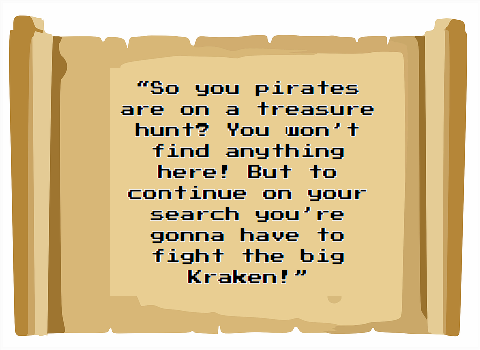 “So you pirates
are on a treasure
hunt? You won’t
find anything
here! But to
continue on your
search you’re
gonna have to
fight the big
Kraken!”